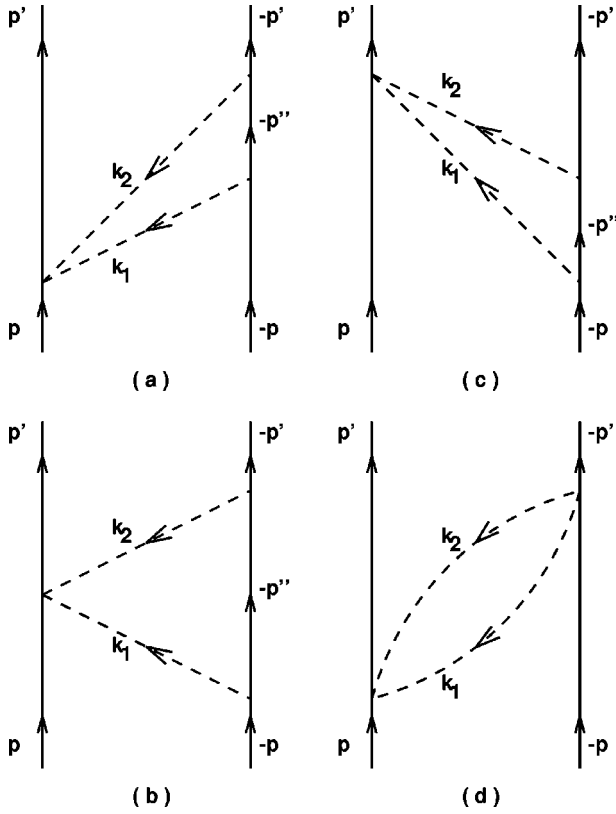 p' -p' p' -p'
-p'' k2
k2 k1
k1 -p''
p -p p -p
( a ) ( c )
p' -p' p' -p'
k2 k2
-p''
k1 k1
p -p p -p
( b ) ( d )